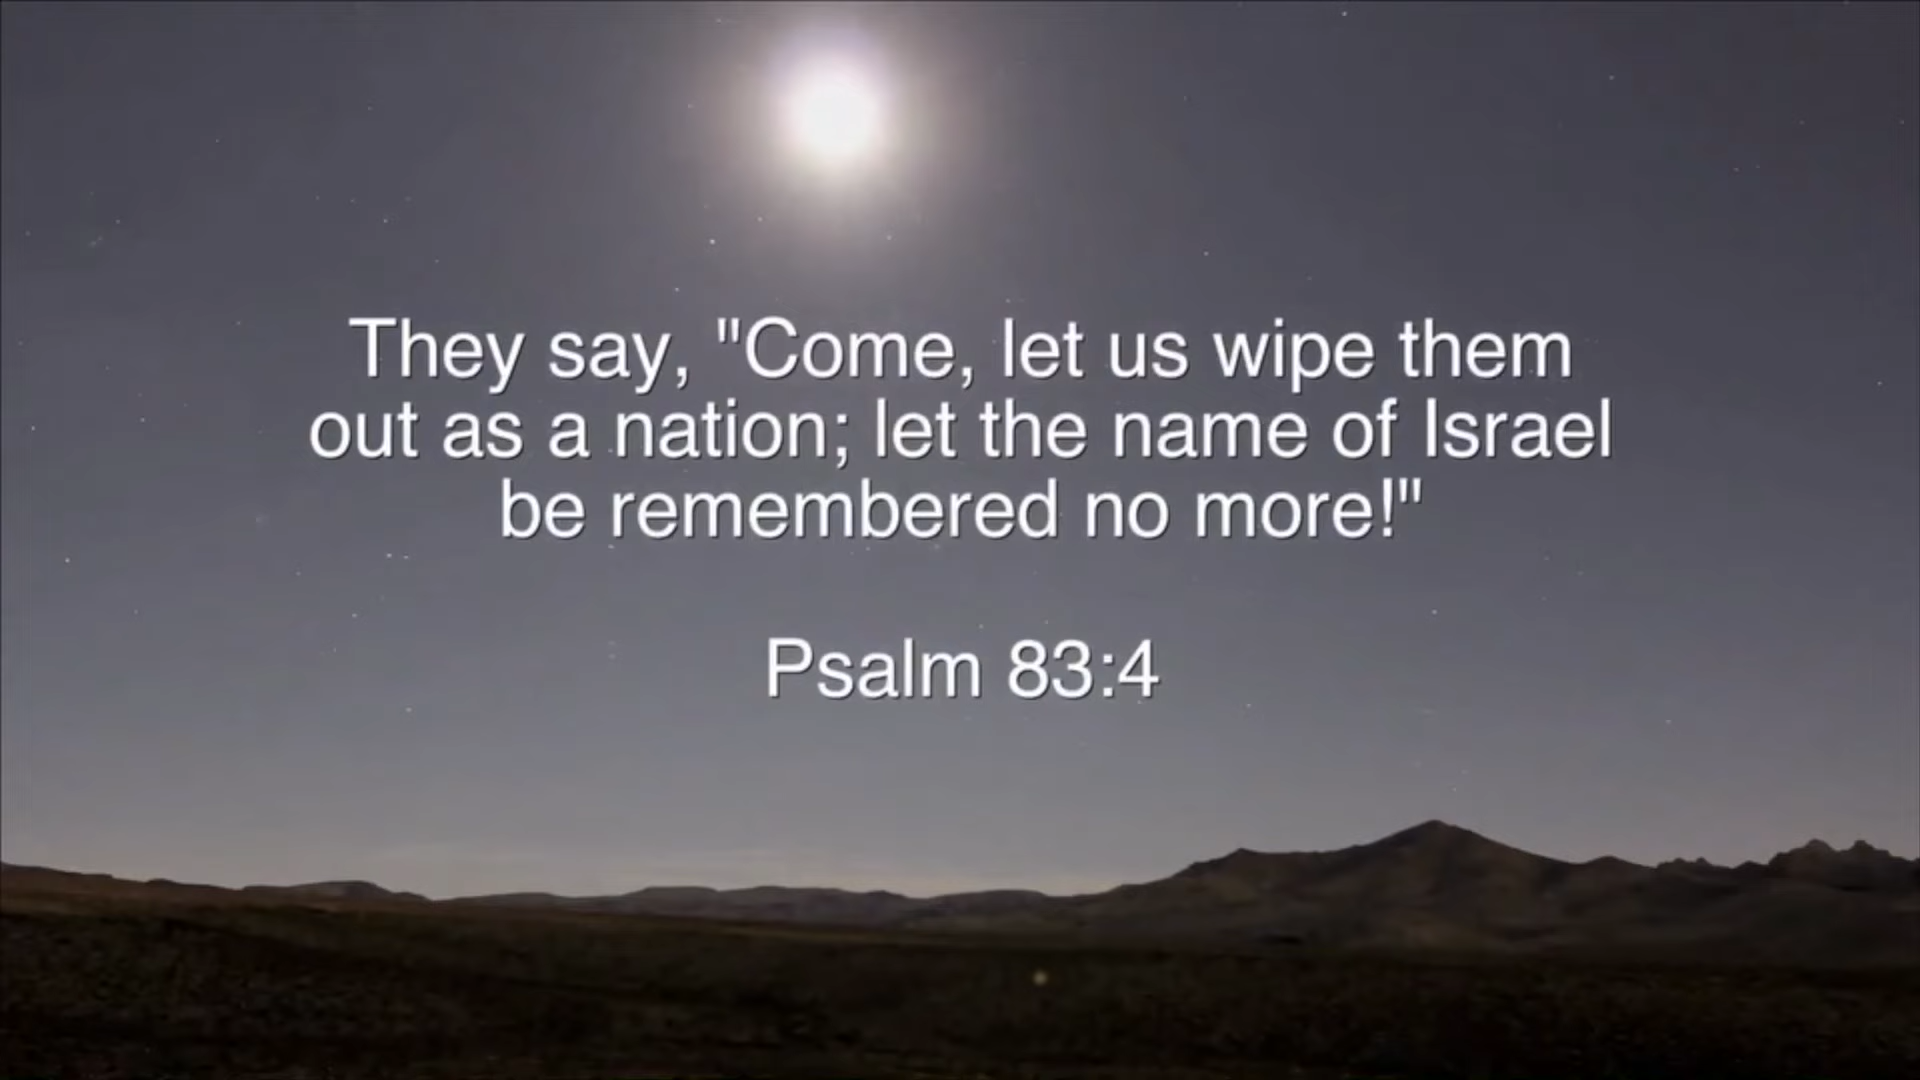 They say, "Come, let us wipe them
out as a nation; let the name of Israel
be remembered no more!"
Psalm 83:4